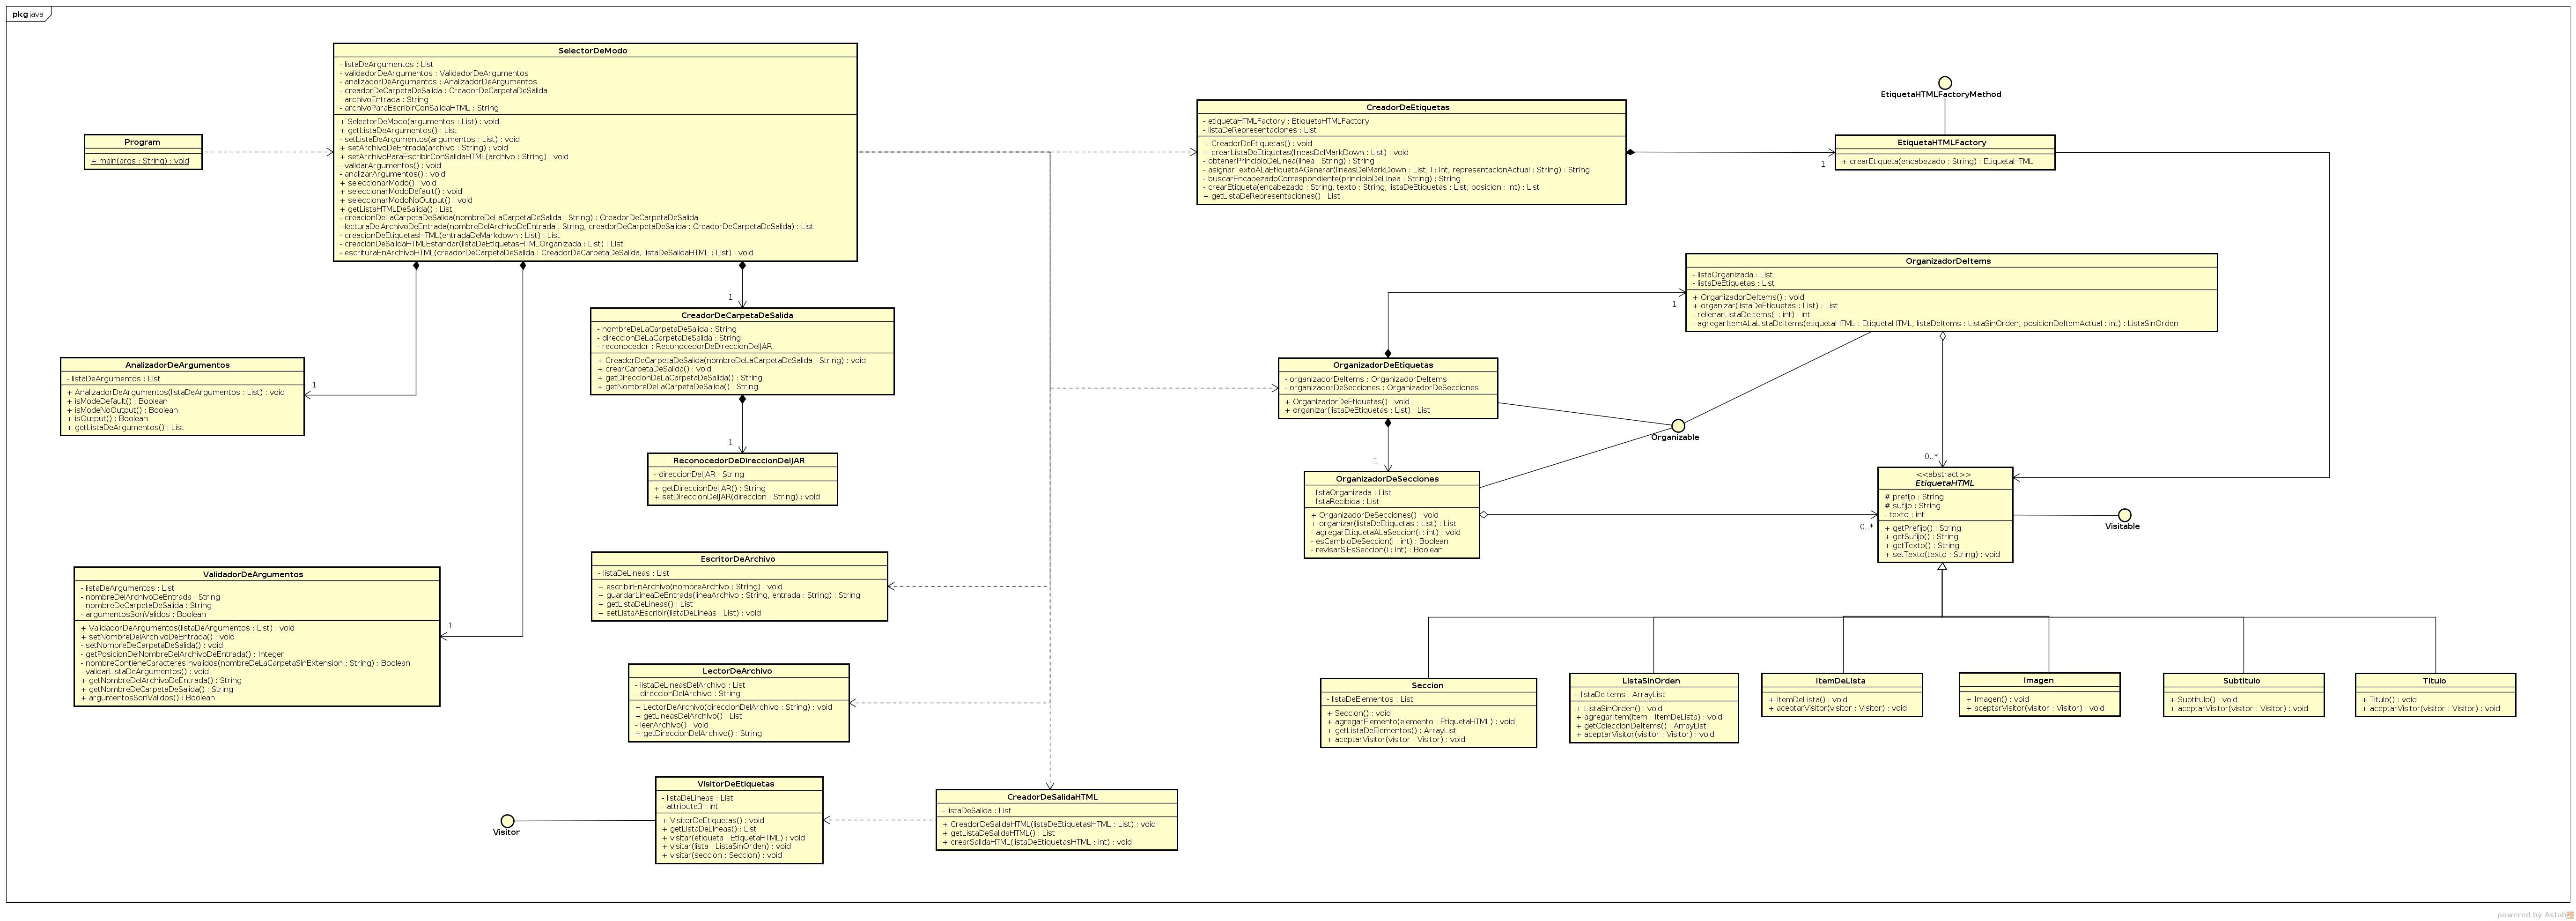 pkg java
SelectorDeModo
- listaDeArgumentos : List
- validadorDeArgumentos : ValidadorDeArgumentos
- analizadorDeArgumentos : AnalizadorDeArgumentos
- creadorDeCarpetaDeSalida : CreadorDeCarpetaDeSalida
- archivoEntrada : String
- archivoParaEscribirConSalidaHTML : String
+ SelectorDeModo(argumentos : List) : void
+ getListaDeArgumentos() : List
- setListaDeArgumentos(argumentos : List) : void
+ setArchivoDeEntrada(archivo : String) : void
+ setArchivoParaEscribirConSalidaHTML(archivo : String) : void
- validarArgumentos() : void
- analizarArgumentos() : void
+ seleccionarModo() : void
+ seleccionarModoDefault() : void
+ seleccionarModoNoOutput() : void
+ getListaHTMLDeSalida() : List
- creacionDeLaCarpetaDeSalida(nombreDeLaCarpetaDeSalida : String) : CreadorDeCarpetaDeSalida
- lecturaDelArchivoDeEntrada(nombreDelArchivoDeEntrada : String, creadorDeCarpetaDeSalida : CreadorDeCarpetaDeSalida) : List
- creacionDeEtiquetasHTML(entradaDeMarkdown : List) : List
- creacionDeSalidaHTMLEstandar(listaDeEtiquetasHTMLOrganizada : List) : List
- escrituraEnArchivoHTML(creadorDeCarpetaDeSalida : CreadorDeCarpetaDeSalida, listaDeSalidaHTML : List) : void
Program
+ main(args : String) : void
CreadorDeEtiquetas
- etiquetaHTMLFactory : EtiquetaHTMLFactory
- listaDeRepresentaciones : List
+ CreadorDeEtiquetas() : void
+ crearListaDeEtiquetas(lineasDelMarkDown : List) : void
- obtenerPrincipioDeLinea(linea : String) : String
- asignarTextoALaEtiquetaAGenerar(lineasDelMarkDown : List, i : int, representacionActual : String) : String
- buscarEncabezadoCorrespondiente(principioDeLinea : String) : String
- crearEtiqueta(encabezado : String, texto : String, listaDeEtiquetas : List, posicion : int) : List
+ getListaDeRepresentaciones() : List
EtiquetaHTMLFactoryMethod
EtiquetaHTMLFactory
+ crearEtiqueta(encabezado : String) : EtiquetaHTML
1
OrganizadorDeItems
- listaOrganizada : List
- listaDeEtiquetas : List
+ OrganizadorDeItems() : void
+ organizar(listaDeEtiquetas : List) : List
- rellenarListaDeItems(i : int) : int
- agregarItemALaListaDeItems(etiquetaHTML : EtiquetaHTML, listaDeItems : ListaSinOrden, posicionDeItemActual : int) : ListaSinOrden
1
1
CreadorDeCarpetaDeSalida
- nombreDeLaCarpetaDeSalida : String
- direccionDeLaCarpetaDeSalida : String
- reconocedor : ReconocedorDeDireccionDelJAR
+ CreadorDeCarpetaDeSalida(nombreDeLaCarpetaDeSalida : String) : void
+ crearCarpetaDeSalida() : void
+ getDireccionDeLaCarpetaDeSalida() : String
+ getNombreDeLaCarpetaDeSalida() : String
AnalizadorDeArgumentos
- listaDeArgumentos : List
+ AnalizadorDeArgumentos(listaDeArgumentos : List) : void
+ isModeDefault() : Boolean
+ isModeNoOutput() : Boolean
+ isOutput() : Boolean
+ getListaDeArgumentos() : List
1
OrganizadorDeEtiquetas
- organizadorDeItems : OrganizadorDeItems
- organizadorDeSecciones : OrganizadorDeSecciones
+ OrganizadorDeEtiquetas() : void
+ organizar(listaDeEtiquetas : List) : List
Organizable
1
1
ReconocedorDeDireccionDelJAR
- direccionDelJAR : String
+ getDireccionDelJAR() : String
+ setDireccionDelJAR(direccion : String) : void
OrganizadorDeSecciones
- listaOrganizada : List
- listaRecibida : List
+ OrganizadorDeSecciones() : void
+ organizar(listaDeEtiquetas : List) : List
- agregarEtiquetaALaSeccion(i : int) : void
- esCambioDeSeccion(i : int) : Boolean
- revisarSiEsSeccion(i : int) : Boolean
0..*
0..*
<<abstract>>
EtiquetaHTML
# prefijo : String
# sufijo : String
- texto : int
+ getPrefijo() : String
+ getSufijo() : String
+ getTexto() : String
+ setTexto(texto : String) : void
Visitable
EscritorDeArchivo
- listaDeLineas : List
+ escribirEnArchivo(nombreArchivo : String) : void
+ guardarLineaDeEntrada(lineaArchivo : String, entrada : String) : String
+ getListaDeLineas() : List
+ setListaAEscribir(listaDeLineas : List) : void
ValidadorDeArgumentos
- listaDeArgumentos : List
- nombreDelArchivoDeEntrada : String
- nombreDeCarpetaDeSalida : String
- argumentosSonValidos : Boolean
+ ValidadorDeArgumentos(listaDeArgumentos : List) : void
+ setNombreDelArchivoDeEntrada() : void
- setNombreDeCarpetaDeSalida() : void
- getPosicionDelNombreDelArchivoDeEntrada() : Integer
- nombreContieneCaracteresInvalidos(nombreDeLaCarpetaSinExtension : String) : Boolean
- validarListaDeArgumentos() : void
+ getNombreDelArchivoDeEntrada() : String
+ getNombreDeCarpetaDeSalida() : String
+ argumentosSonValidos() : Boolean
1
LectorDeArchivo
- listaDeLineasDelArchivo : List
- direccionDelArchivo : String
+ LectorDeArchivo(direccionDelArchivo : String) : void
+ getLineasDelArchivo() : List
- leerArchivo() : void
+ getDireccionDelArchivo() : String
Seccion
- listaDeElementos : List
+ Seccion() : void
+ agregarElemento(elemento : EtiquetaHTML) : void
+ getListaDeElementos() : ArrayList
+ aceptarVisitor(visitor : Visitor) : void
ListaSinOrden
- listaDeItems : ArrayList
+ ListaSinOrden() : void
+ agregarItem(item : ItemDeLista) : void
+ getColeccionDeItems() : ArrayList
+ aceptarVisitor(visitor : Visitor) : void
ItemDeLista
+ ItemDeLista() : void
+ aceptarVisitor(visitor : Visitor) : void
Imagen
+ Imagen() : void
+ aceptarVisitor(visitor : Visitor) : void
Subtitulo
+ Subtitulo() : void
+ aceptarVisitor(visitor : Visitor) : void
Titulo
+ Titulo() : void
+ aceptarVisitor(visitor : Visitor) : void
VisitorDeEtiquetas
- listaDeLineas : List
- attribute3 : int
+ VisitorDeEtiquetas() : void
+ getListaDeLineas() : List
+ visitar(etiqueta : EtiquetaHTML) : void
+ visitar(lista : ListaSinOrden) : void
+ visitar(seccion : Seccion) : void
Visitor
CreadorDeSalidaHTML
- listaDeSalida : List
+ CreadorDeSalidaHTML(listaDeEtiquetasHTML : List) : void
+ getListaDeSalidaHTML() : List
+ crearSalidaHTML(listaDeEtiquetasHTML : int) : void
powered by Astah